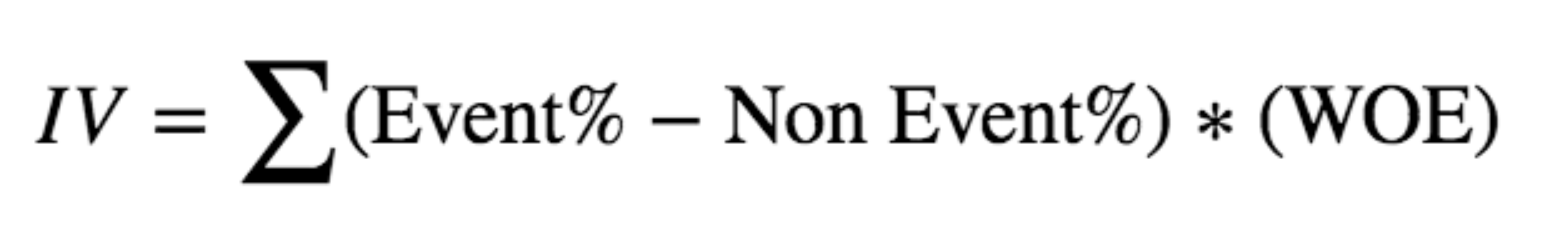 IV = ∑(Event% − Non Event%) * (WOE)